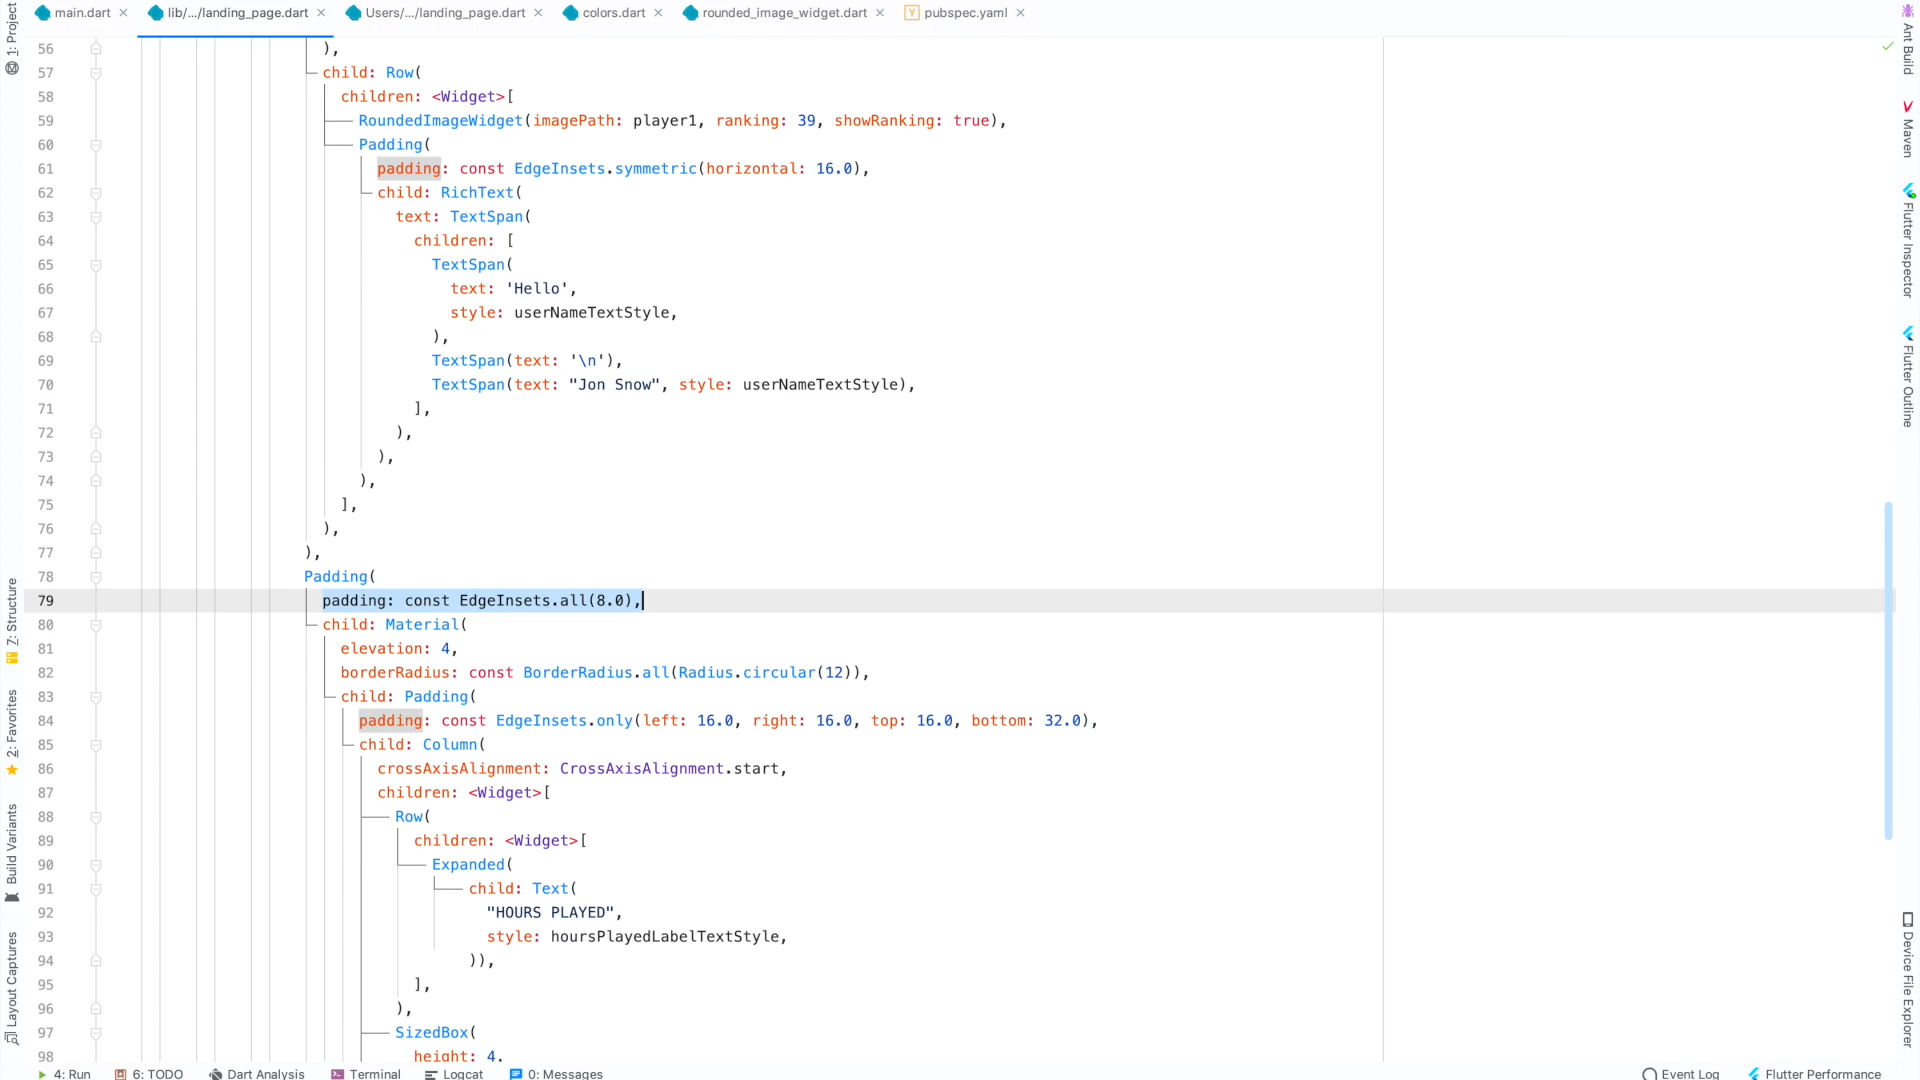 main.dart
lib/.../landing_page.dart
Users/.../landing_page.dart
colors.dart
rounded_image_widget.dart
pubspec.yaml
1: Project
7: Structure
2: Favorites
Build Variants
Layout Captures
56 ),
57 child: Row(
58 children: <Widget>[
59 RoundedImageWidget(imagePath: player1, ranking: 39, showRanking: true),
60 Padding(
61 padding: const EdgeInsets.symmetric(horizontal: 16.0),
62 child: RichText(
63 text: TextSpan(
64 children: [
65 TextSpan(
66 text: 'Hello',
67 style: userNameTextStyle,
68 ),
69 TextSpan(text: '\n'),
70 TextSpan(text: "Jon Snow", style: userNameTextStyle),
71 ],
72 ),
73 ),
74 ),
75 ],
76 ),
77 ),
78 Padding(
79 padding: const EdgeInsets.all(8.0),
80 child: Material(
81 elevation: 4,
82 borderRadius: const BorderRadius.all(Radius.circular(12)),
83 child: Padding(
84 padding: const EdgeInsets.only(left: 16.0, right: 16.0, top: 16.0, bottom: 32.0),
85 child: Column(
86 crossAxisAlignment: CrossAxisAlignment.start,
87 children: <Widget>[
88 Row(
89 children: <Widget>[
90 Expanded(
91 child: Text(
92 "HOURS PLAYED",
93 style: hoursPlayedLabelTextStyle,
94 )),
95 ],
96 ),
97 SizedBox(
98 height: 4,
Ant Build
Maven
Flutter Inspector
Flutter Outline
Device File Explorer
4: Run
6: TODO
Dart Analysis
Terminal
Logcat
0: Messages
Event Log
Flutter Performance